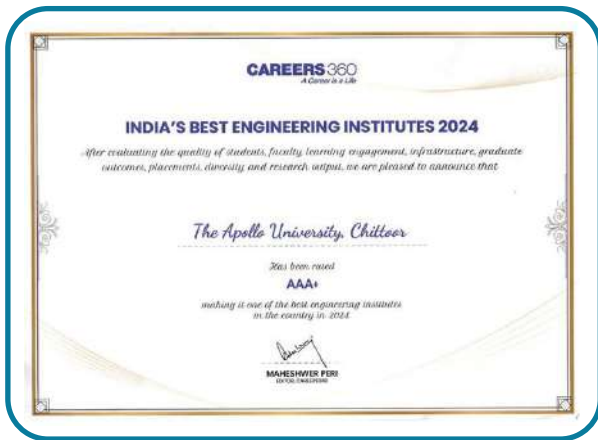 CAREERS360
A Career is a Life
INDIA'S BEST ENGINEERING INSTITUTES 2024
After evaluating the quality of students, faculty, learning engagement, infrastructure, graduate
outcomes, placements, diversity and research output, we are pleased to announce that
The Apollo University, Chittoor
Has been rated
AAA+
making it one of the best engineering institutes
in the country in 2024
MAHESHWER PERI
EDITOR, CAREERS360